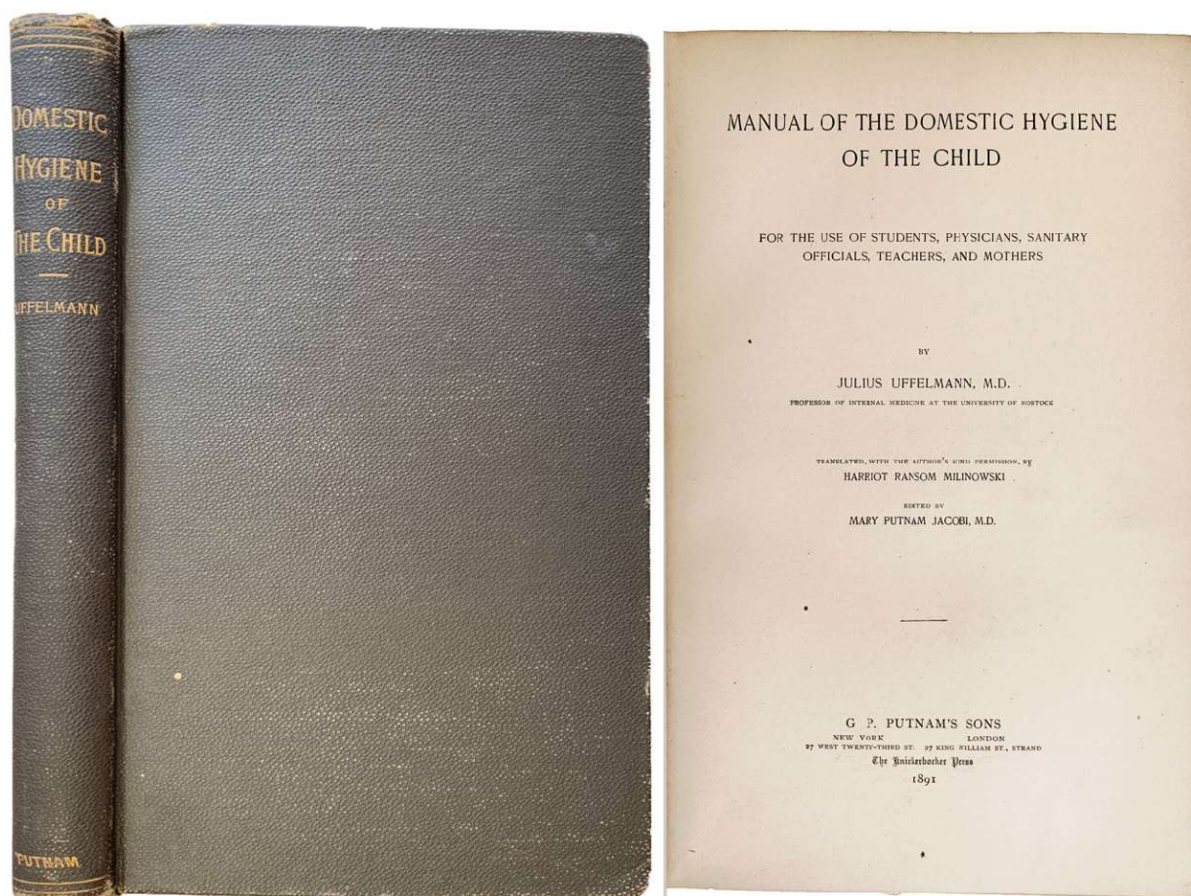 DOMESTIC
HYGIENE
OF
THE CHILD
UFFELMANN
PUTNAM
MANUAL OF THE DOMESTIC HYGIENE
OF THE CHILD
FOR THE USE OF STUDENTS, PHYSICIANS, SANITARY
OFFICIALS, TEACHERS, AND MOTHERS
BY
JULIUS UFFELMANN, M.D.
PROFESSOR OF INTERNAL MEDICINE AT THE UNIVERSITY OF ROSTOCK
TRANSLATED, WITH THE AUTHOR'S KIND PERMISSION, BY
HARRIOT RANSOM MILINOWSKI
EDITED BY
MARY PUTNAM JACOBI, M.D.
G P. PUTNAM'S SONS
NEW YORK LONDON
27 WEST TWENTY-THIRD ST. 27 KING WILLIAM ST., STRAND
The Knickerbocker Press
1891